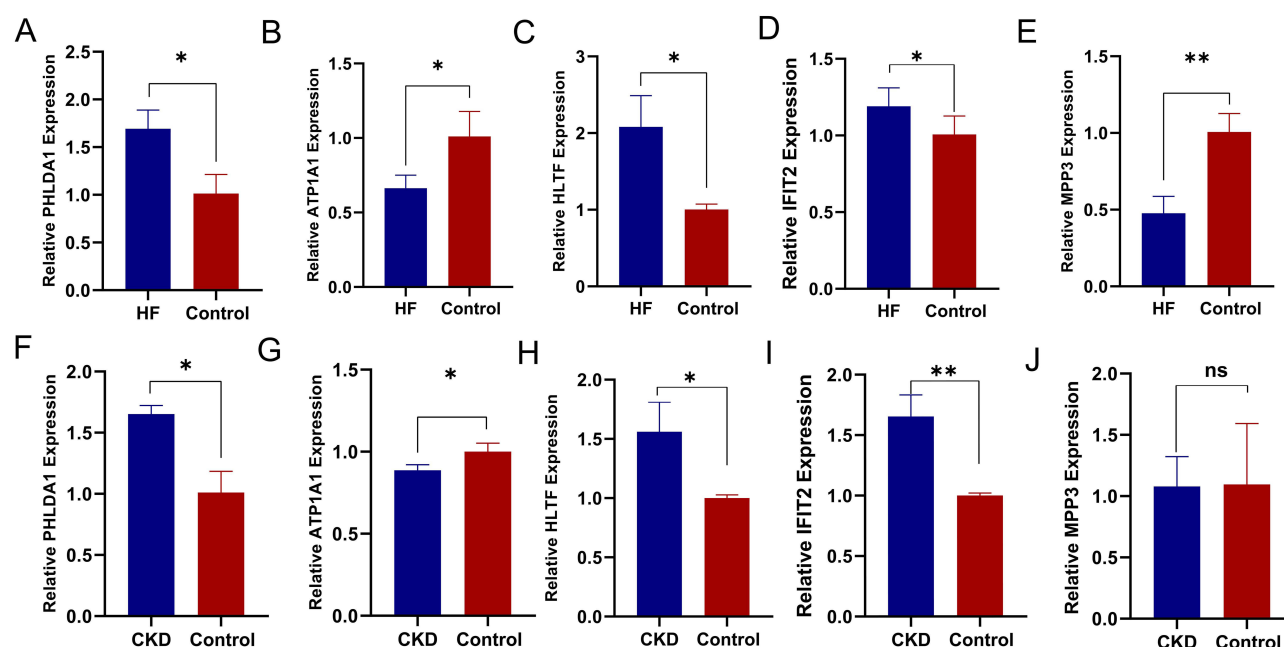 A
Relative PHLDA1 Expression
2.5
2.0
1.5
1.0
0.5
0.0
*
HF Control
B
Relative ATP1A1 Expression
1.5
1.0
0.5
0.0
*
HF Control
C
Relative HLTF Expression
3
2
1
0
*
HF Control
D
Relative IFIT2 Expression
1.5
1.0
0.5
0.0
*
HF Control
E
Relative MPP3 Expression
1.5
1.0
0.5
0.0
**
HF Control
F
Relative PHLDA1 Expression
2.0
1.5
1.0
0.5
0.0
*
CKD Control
G
Relative ATP1A1 Expression
1.5
1.0
0.5
0.0
*
CKD Control
H
Relative HLTF Expression
2.0
1.5
1.0
0.5
0.0
*
CKD Control
I
Relative IFIT2 Expression
2.0
1.5
1.0
0.5
0.0
**
CKD Control
J
Relative MPP3 Expression
2.0
1.5
1.0
0.5
0.0
ns
CKD Control